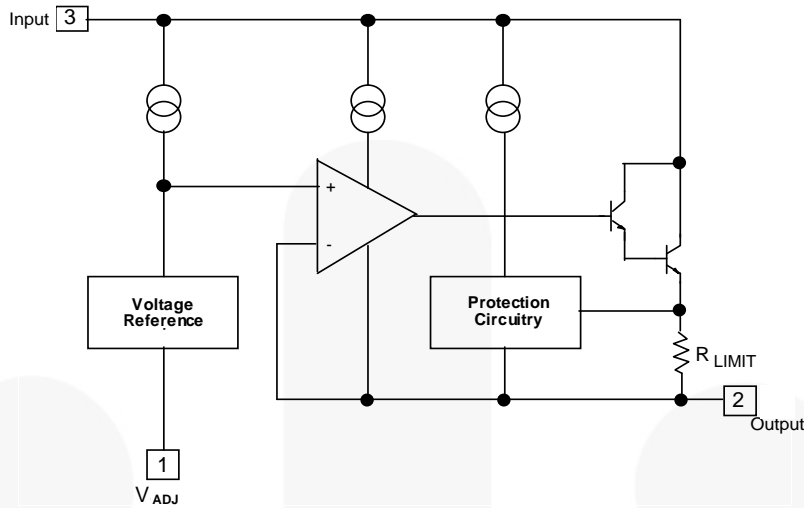 Input 3
+
-
Voltage
Reference
Protection
Circuitry
R LIMIT
2
Output
1
V ADJ